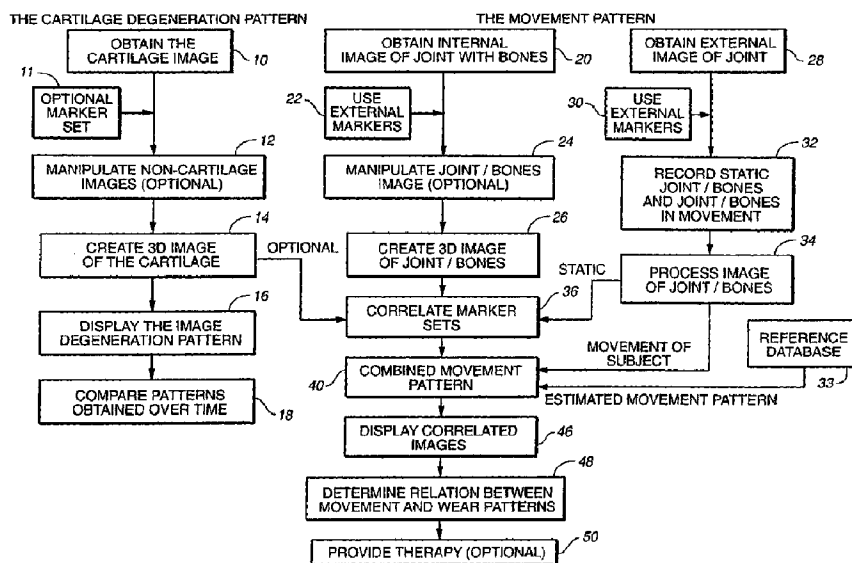 THE CARTILAGE DEGENERATION PATTERN
OBTAIN THE
CARTILAGE IMAGE
10
11
OPTIONAL
MARKER
SET
12
MANIPULATE NON-CARTILAGE
IMAGES (OPTIONAL)
14
CREATE 3D IMAGE
OF THE CARTILAGE
OPTIONAL
16
DISPLAY THE IMAGE
DEGENERATION PATTERN
COMPARE PATTERNS
OBTAINED OVER TIME
18
THE MOVEMENT PATTERN
OBTAIN INTERNAL
IMAGE OF JOINT WITH BONES
20
22
USE
EXTERNAL
MARKERS
24
MANIPULATE JOINT / BONES
IMAGE (OPTIONAL)
26
CREATE 3D IMAGE
OF JOINT / BONES
OBTAIN EXTERNAL
IMAGE OF JOINT
28
30
USE
EXTERNAL
MARKERS
32
RECORD STATIC
JOINT / BONES
AND JOINT / BONES
IN MOVEMENT
34
PROCESS IMAGE
OF JOINT / BONES
STATIC
36
CORRELATE MARKER
SETS
MOVEMENT OF
SUBJECT
REFERENCE
DATABASE
33
40
COMBINED MOVEMENT
PATTERN
ESTIMATED MOVEMENT PATTERN
DISPLAY CORRELATED
IMAGES
46
48
DETERMINE RELATION BETWEEN
MOVEMENT AND WEAR PATTERNS
50
PROVIDE THERAPY (OPTIONAL)